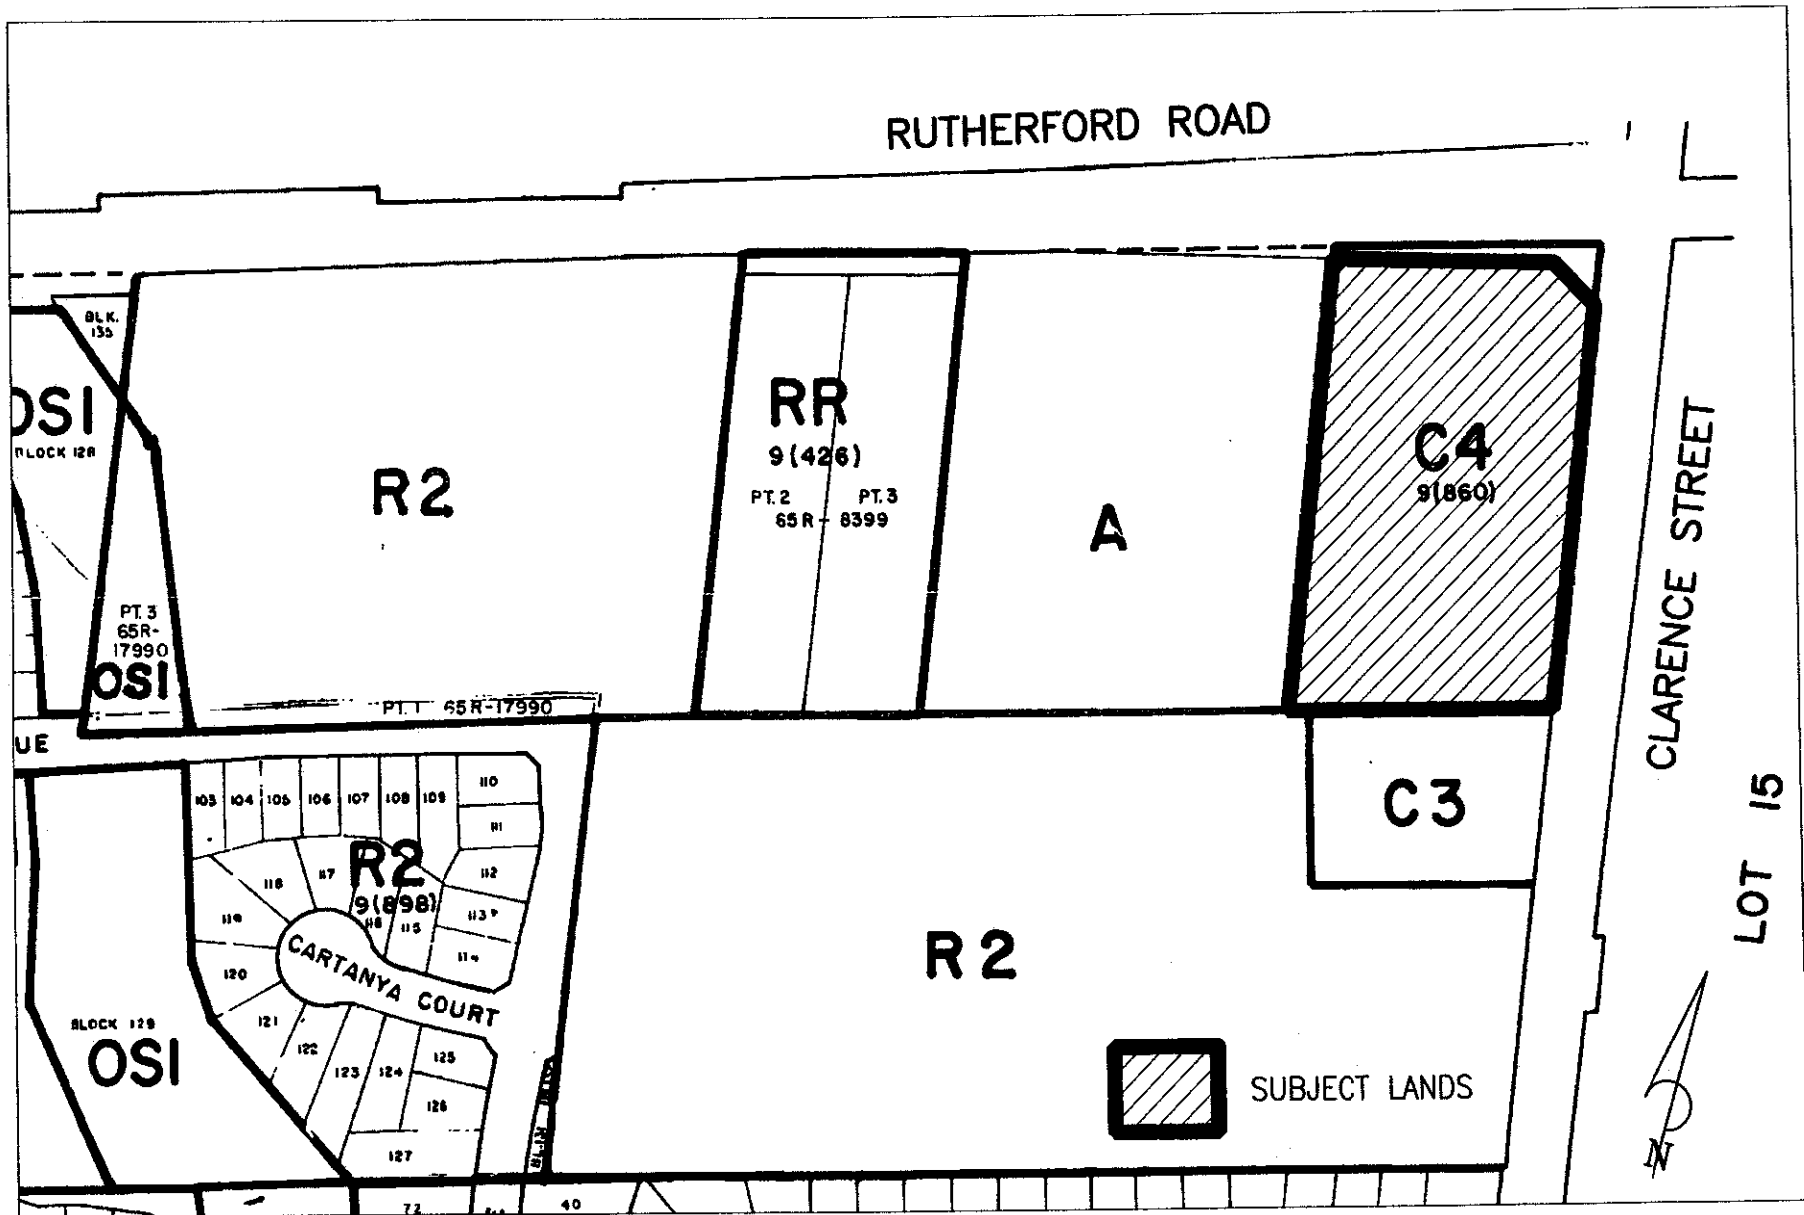 RUTHERFORD ROAD
BLK.
135
OS1
BLOCK 128
R2
RR
9(426)
PT. 2
PT. 3
65R - 8399
A
C4
9(860)
CLARENCE STREET
PT. 3
65R-
17990
OS1
PT. 1 65R-17990
UE
103 104 105 106 107 108 109
110
111
112
113
114
115
116
117
118
119
120
121
122
123
124
125
126
127
R2
9(898)
CARTANYA COURT
C3
LOT 15
R2
BLOCK 129
OS1
SUBJECT LANDS
N
72
40